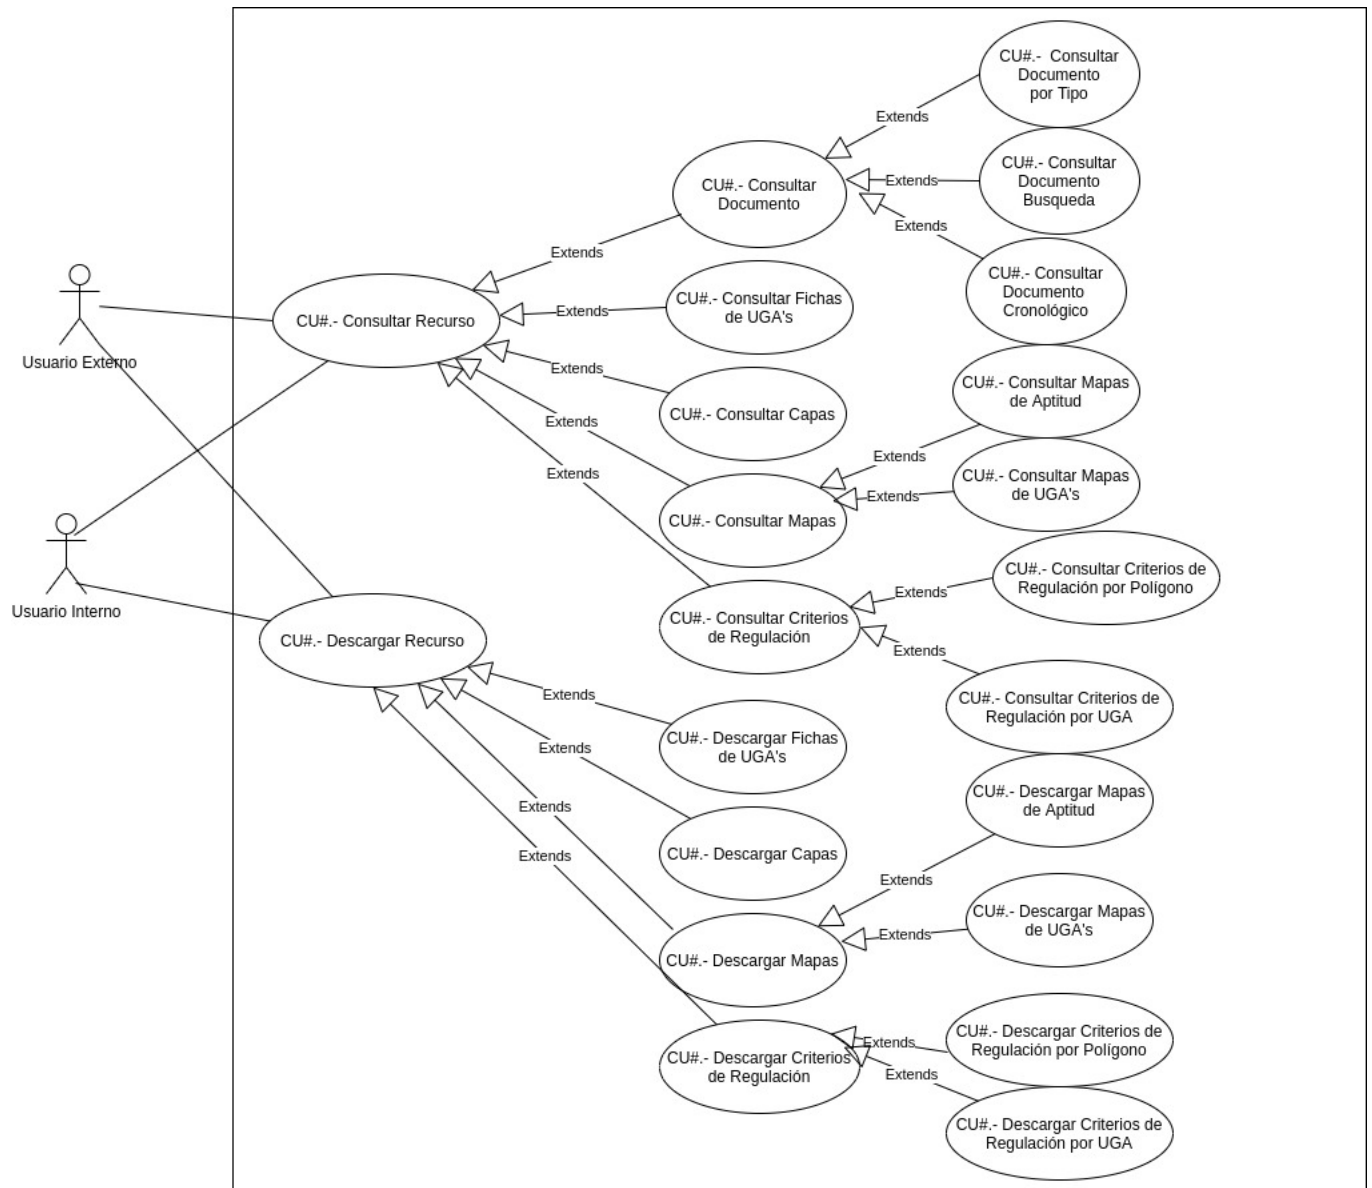 CU#.- Consultar
Documento
por Tipo
Extends
CU#.- Consultar
Documento
CU#.- Consultar
Documento
Busqueda
Extends
Extends
Extends
CU#.- Consultar
Documento
Cronológico
CU#.- Consultar Recurso
CU#.- Consultar Fichas
de UGA's
Extends
Usuario Externo
Extends
CU#.- Consultar Capas
CU#.- Consultar Mapas
de Aptitud
Extends
Extends
Extends
CU#.- Consultar Mapas
CU#.- Consultar Mapas
de UGA's
Extends
Usuario Interno
CU#.- Consultar Criterios de
Regulación por Polígono
Extends
CU#.- Consultar Criterios
de Regulación
Extends
CU#.- Descargar Recurso
CU#.- Consultar Criterios de
Regulación por UGA
Extends
CU#.- Descargar Fichas
de UGA's
Extends
CU#.- Descargar Mapas
de Aptitud
Extends
Extends
CU#.- Descargar Capas
Extends
CU#.- Descargar Mapas
de UGA's
Extends
CU#.- Descargar Mapas
CU#.- Descargar Criterios de
Regulación por Polígono
Extends
CU#.- Descargar Criterios
de Regulación
Extends
CU#.- Descargar Criterios de
Regulación por UGA